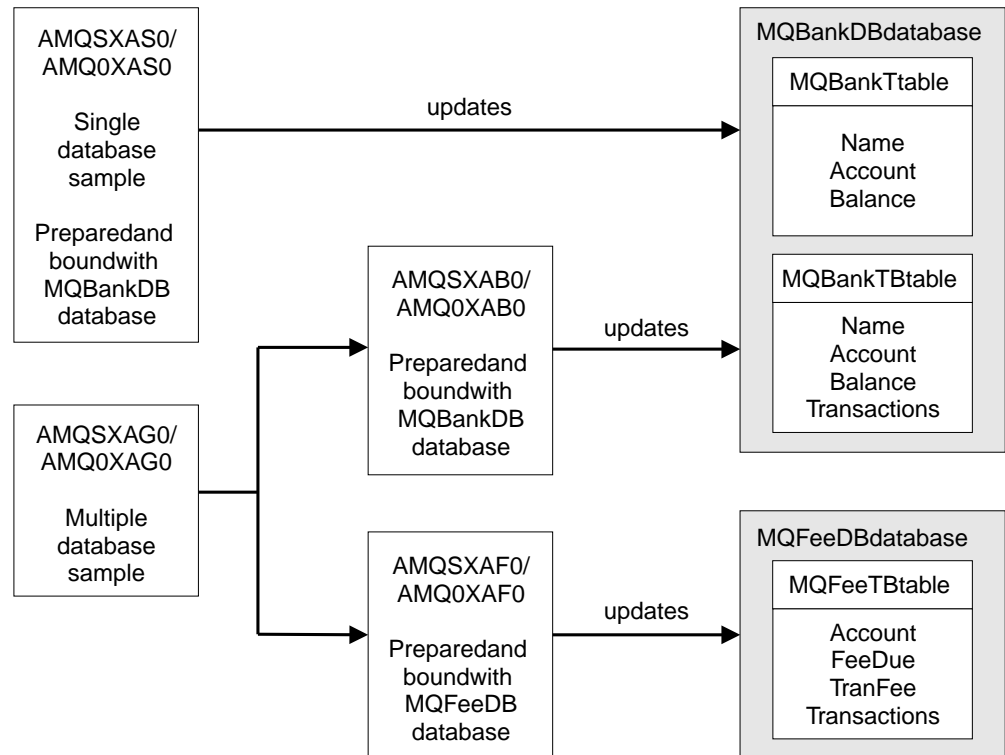 AMQSXAS0/
AMQ0XAS0
Single
database
sample
Preparedand
boundwith
MQBankDB
database
updates
MQBankDBdatabase
MQBankTtable
Name
Account
Balance
MQBankTBtable
Name
Account
Balance
Transactions
AMQSXAB0/
AMQ0XAB0
Preparedand
boundwith
MQBankDB
database
updates
AMQSXAG0/
AMQ0XAG0
Multiple
database
sample
AMQSXAF0/
AMQ0XAF0
Preparedand
boundwith
MQFeeDB
database
updates
MQFeeDBdatabase
MQFeeTBtable
Account
FeeDue
TranFee
Transactions